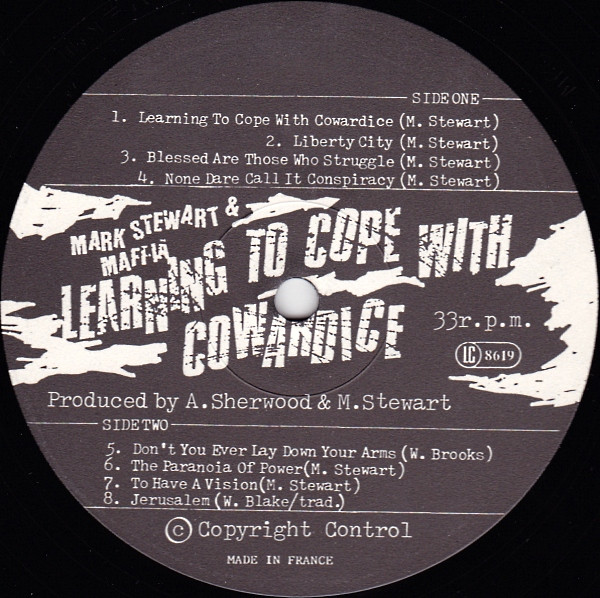 SIDE ONE
1. Learning To Cope With Cowardice (M. Stewart)
2. Liberty City (M. Stewart)
3. Blessed Are Those Who Struggle (M. Stewart)
4. None Dare Call It Conspiracy (M. Stewart)
MARK STEWART &
MAFFIA
LEARNING TO COPE WITH
COWARDICE
33r.p.m.
LC 8619
Produced by A.Sherwood & M.Stewart
SIDE TWO
5. Don't You Ever Lay Down Your Arms (W. Brooks)
6. The Paranoia Of Power(M. Stewart)
7. To Have A Vision(M. Stewart)
8. Jerusalem (W. Blake/trad.)
© Copyright Control
MADE IN FRANCE